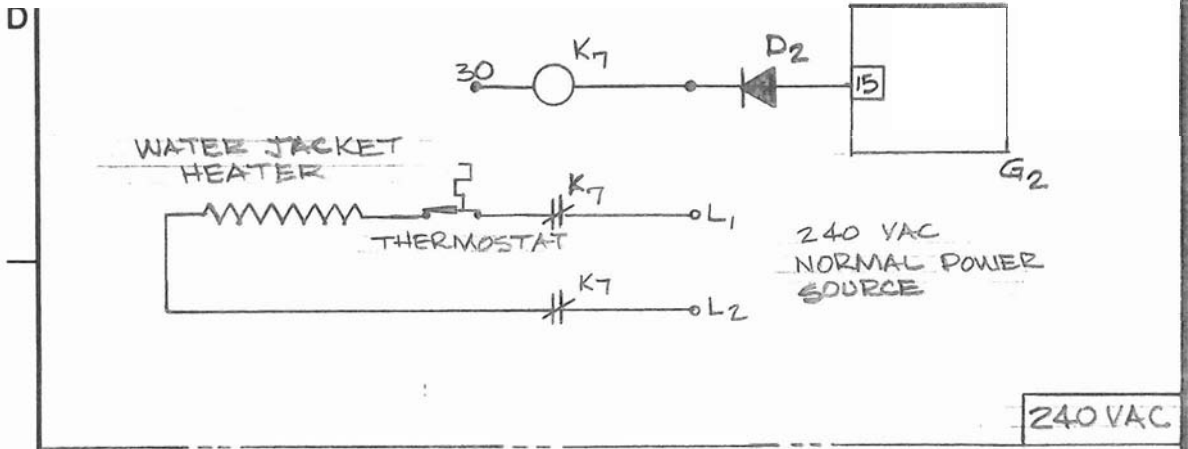 D
K7
D2
30
15
G2
WATER JACKET
HEATER
K7
L1
THERMOSTAT
240 VAC
NORMAL POWER
SOURCE
K7
L2
240 VAC